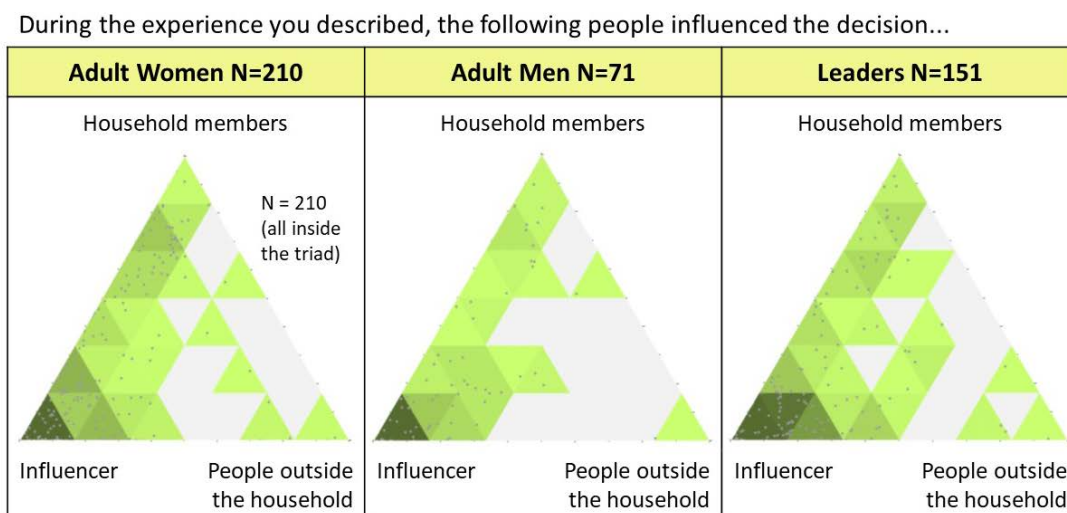 During the experience you described, the following people influenced the decision...
Adult Women N=210
Household members
N = 210
(all inside
the triad)
Influencer
People outside
the household
Adult Men N=71
Household members
Influencer
People outside
the household
Leaders N=151
Household members
Influencer
People outside
the household